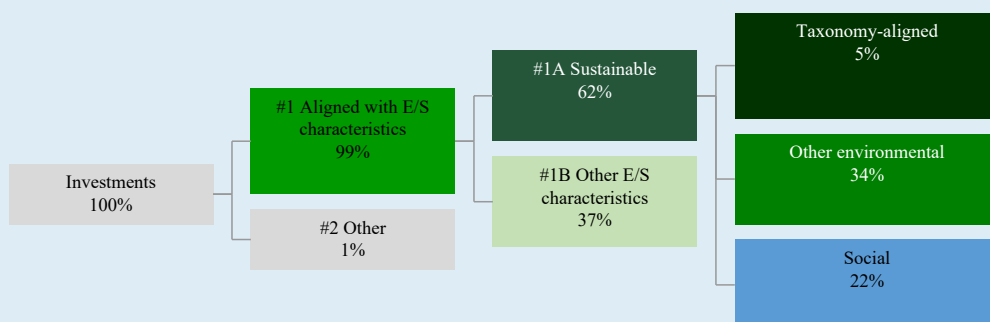 Investments
100%
#1 Aligned with E/S
characteristics
99%
#2 Other
1%
#1A Sustainable
62%
#1B Other E/S
characteristics
37%
Taxonomy-aligned
5%
Other environmental
34%
Social
22%